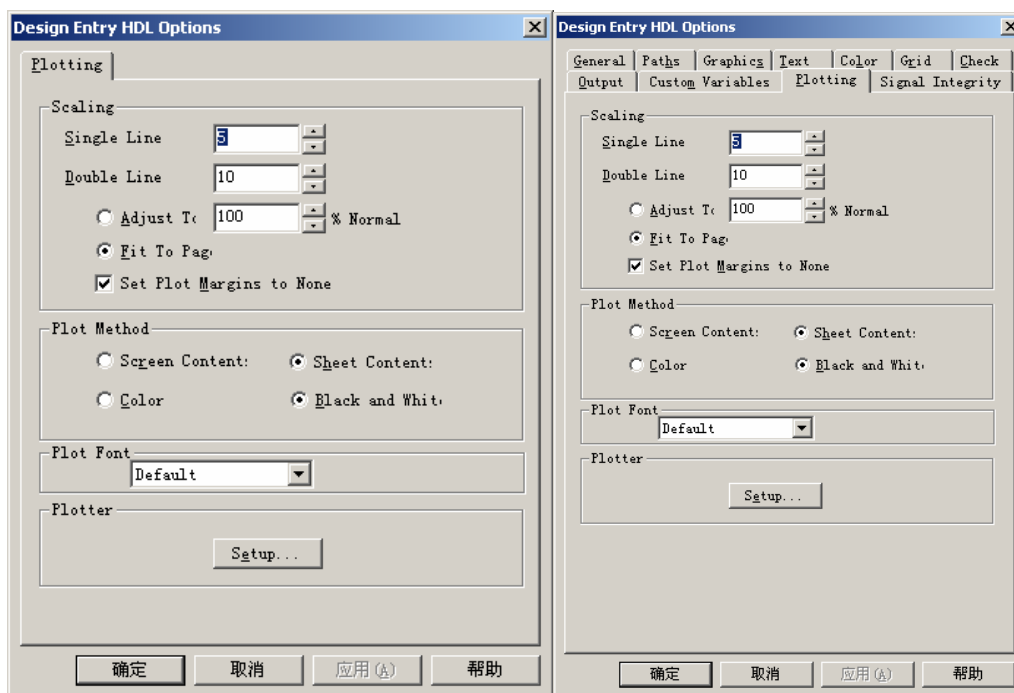 Design Entry HDL Options
Plotting
Scaling
Single Line 5
Double Line 10
Adjust To 100 % Normal
Fit To Pag
Set Plot Margins to None
Plot Method
Screen Content: Sheet Content:
Color Black and Whit
Plot Font
Default
Plotter
Setup...
确定 取消 应用(A) 帮助
Design Entry HDL Options
General Paths Graphics Text Color Grid Check
Output Custom Variables Plotting Signal Integrity
Scaling
Single Line 5
Double Line 10
Adjust To 100 % Normal
Fit To Pag
Set Plot Margins to None
Plot Method
Screen Content: Sheet Content:
Color Black and Whit
Plot Font
Default
Plotter
Setup...
确定 取消 应用(A) 帮助